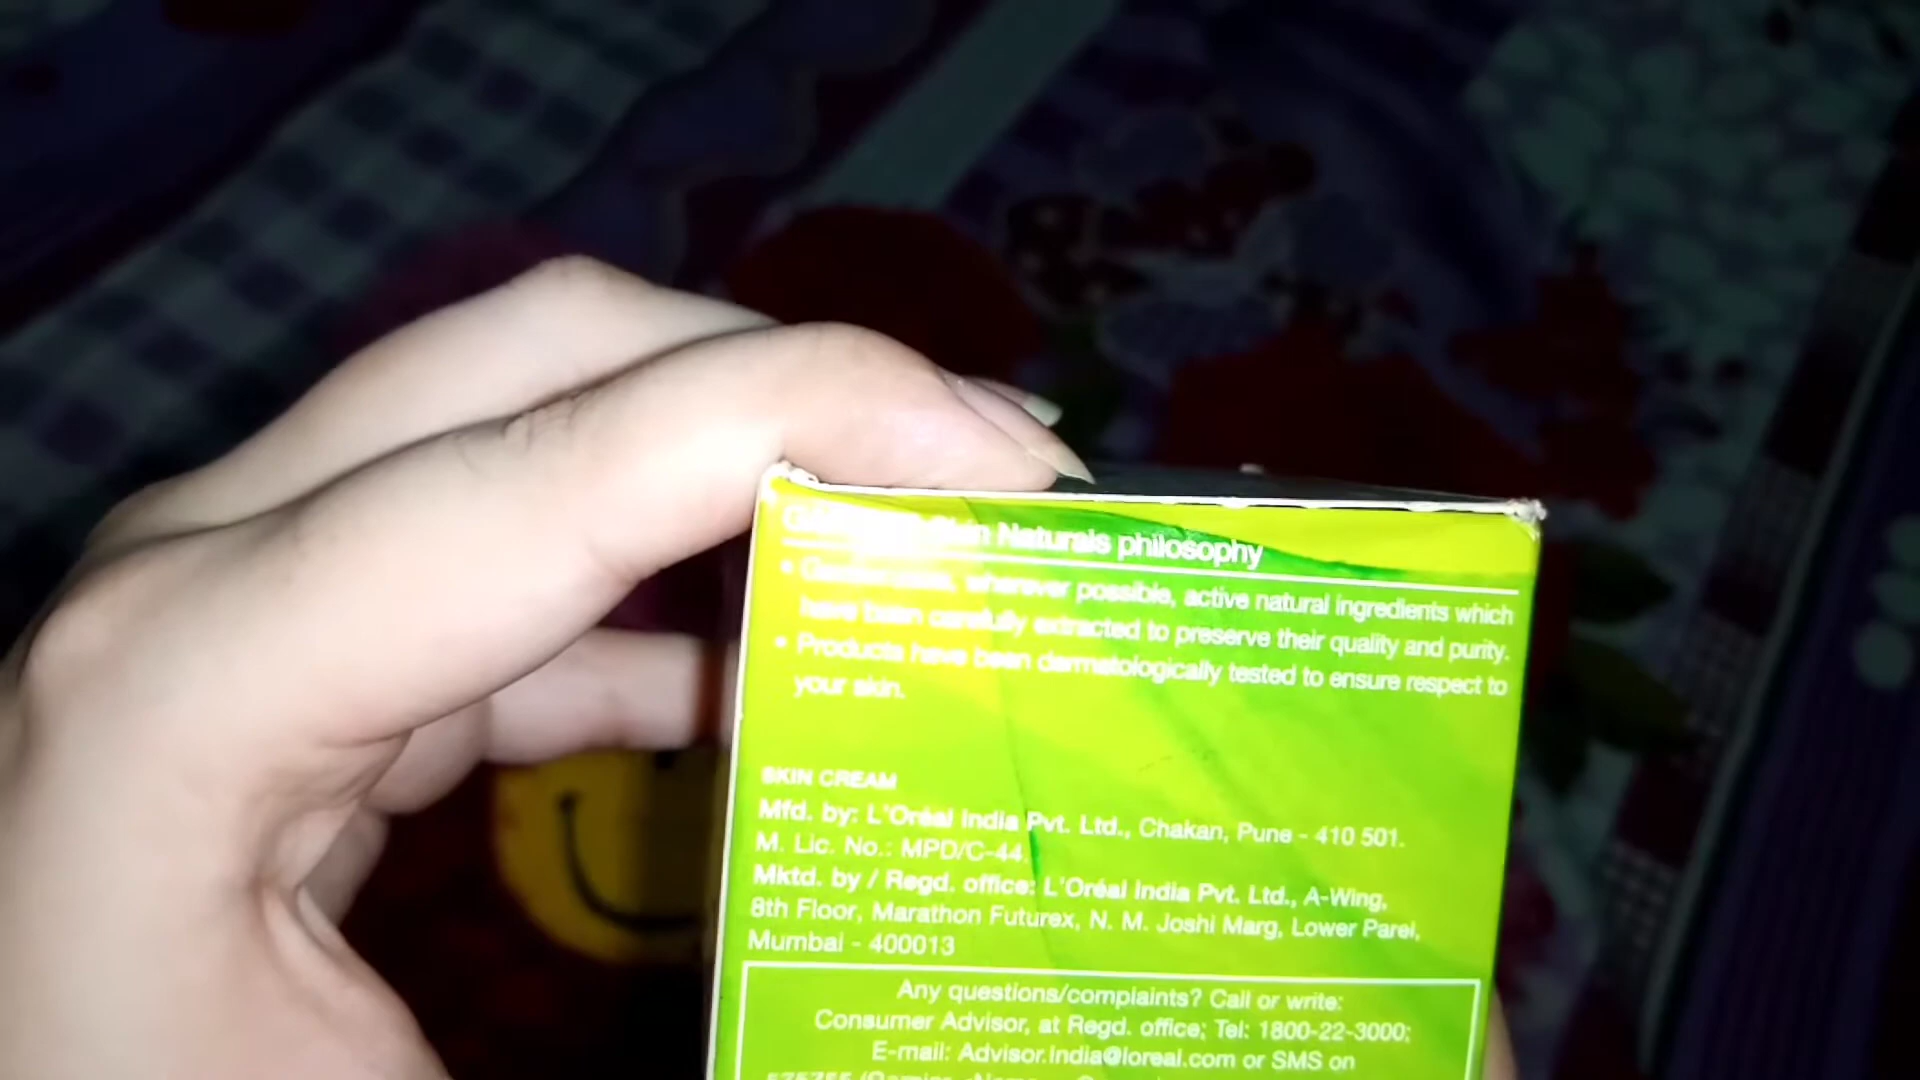 Skin Naturals philosophy
• Garnier uses, wherever possible, active natural ingredients which
have been carefully extracted to preserve their quality and purity.
• Products have been dermatologically tested to ensure respect to
your skin.
SKIN CREAM
Mfd. by: L'Oréal India Pvt. Ltd., Chakan, Pune - 410 501.
M. Lic. No.: MPD/C-44.
Mktd. by / Regd. office: L'Oréal India Pvt. Ltd., A-Wing,
8th Floor, Marathon Futurex, N. M. Joshi Marg, Lower Parel,
Mumbai - 400013
Any questions/complaints? Call or write:
Consumer Advisor, at Regd. office; Tel: 1800-22-3000;
E-mail: Advisor.india@loreal.com or SMS on